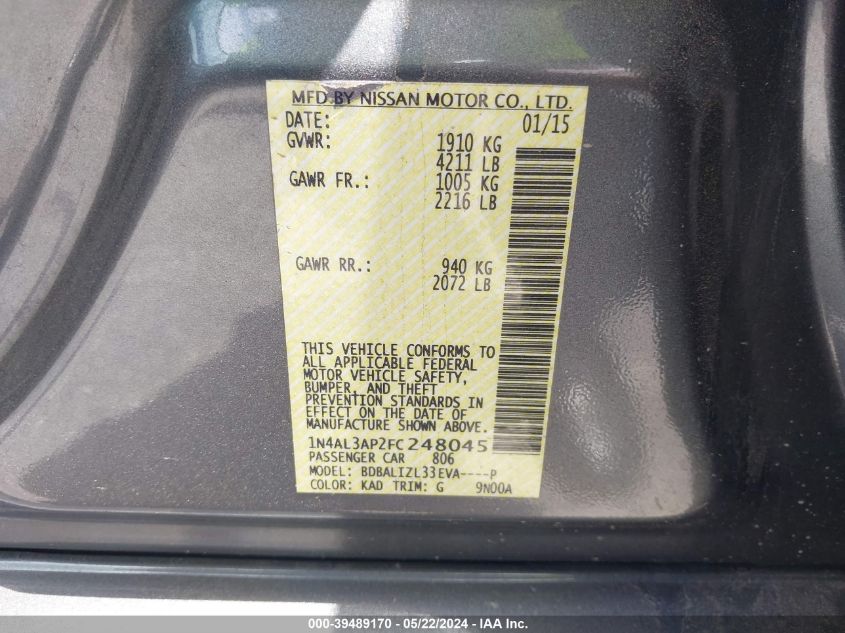 MFD.BY NISSAN MOTOR CO., LTD.
DATE: 01/15
GVWR: 1910 KG
4211 LB
GAWR FR.: 1005 KG
2216 LB
GAWR RR.: 940 KG
2072 LB
THIS VEHICLE CONFORMS TO
ALL APPLICABLE FEDERAL
MOTOR VEHICLE SAFETY,
BUMPER, AND THEFT
PREVENTION STANDARDS IN
EFFECT ON THE DATE OF
MANUFACTURE SHOWN ABOVE.
1N4AL3AP2FC248045
PASSENGER CAR 806
MODEL: BDBALIZL33EVA----P
COLOR: KAD TRIM: G 9N00A
000-39489170 - 05/22/2024 - IAA Inc.